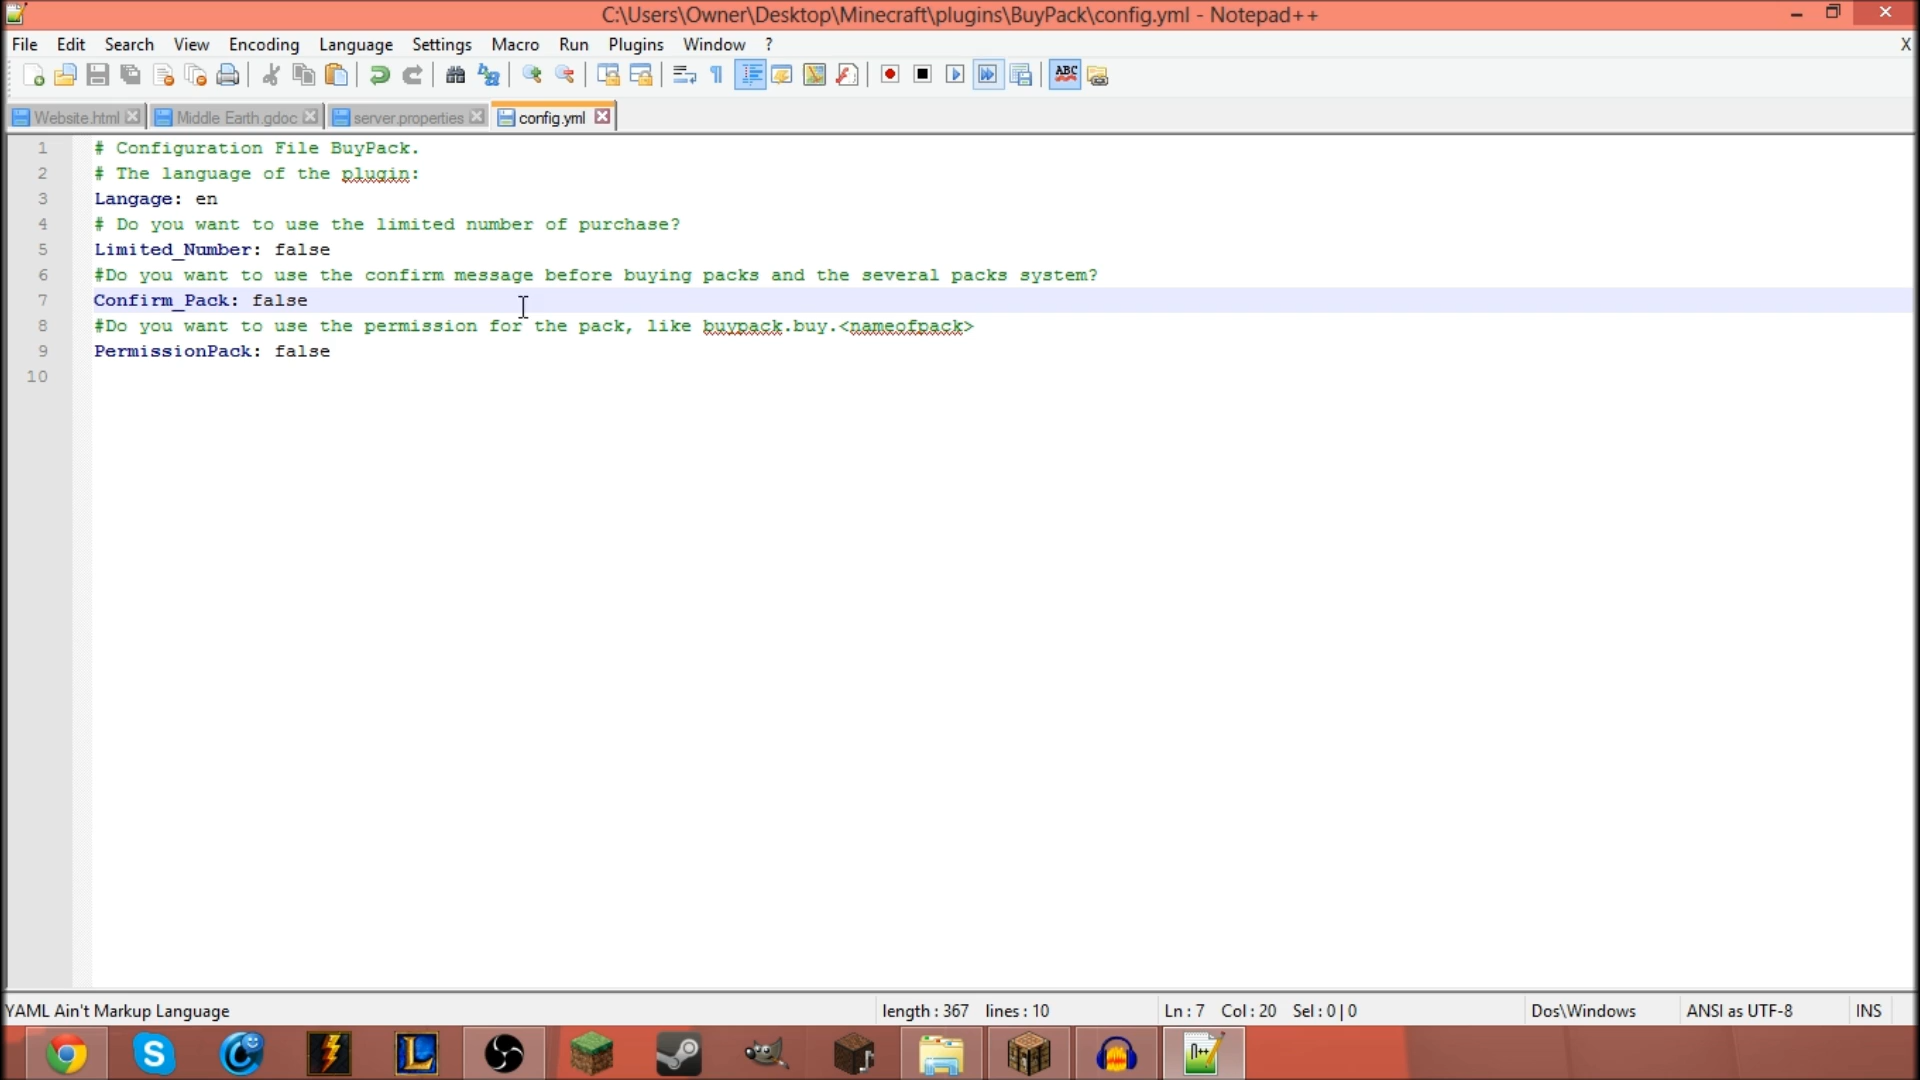 C:\Users\Owner\Desktop\Minecraft\plugins\BuyPack\config.yml - Notepad++
File Edit Search View Encoding Language Settings Macro Run Plugins Window ? X
ABC
Website.html Middle Earth.gdoc server.properties config.yml
1 # Configuration File BuyPack.
2 # The language of the plugin:
3 Langage: en
4 # Do you want to use the limited number of purchase?
5 Limited_Number: false
6 #Do you want to use the confirm message before buying packs and the several packs system?
7 Confirm_Pack: false
8 #Do you want to use the permission for the pack, like buypack.buy.<nameofpack>
9 PermissionPack: false
10
YAML Ain't Markup Language length : 367 lines : 10 Ln : 7 Col : 20 Sel : 0 | 0 Dos\Windows ANSI as UTF-8 INS